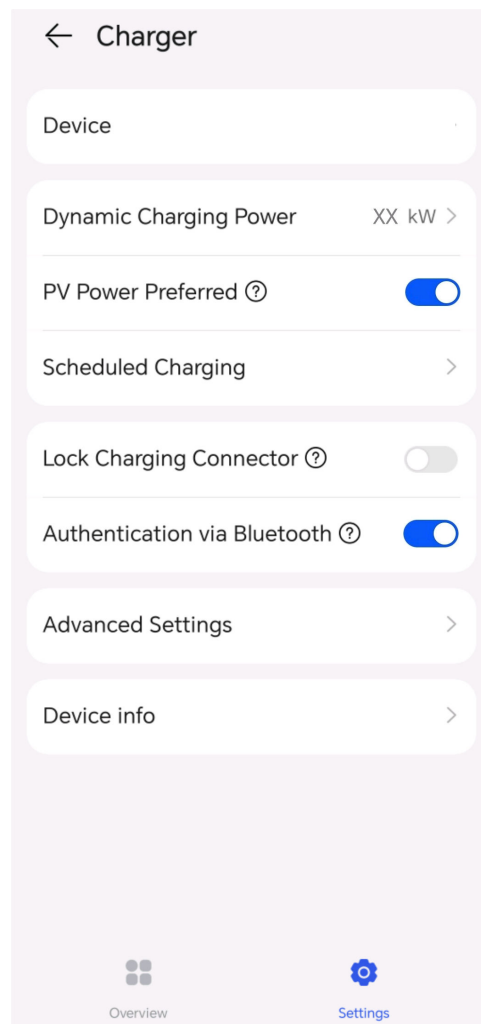 Charger
Device
Dynamic Charging Power XX kW
PV Power Preferred
Scheduled Charging
Lock Charging Connector
Authentication via Bluetooth
Advanced Settings
Device info
Overview Settings